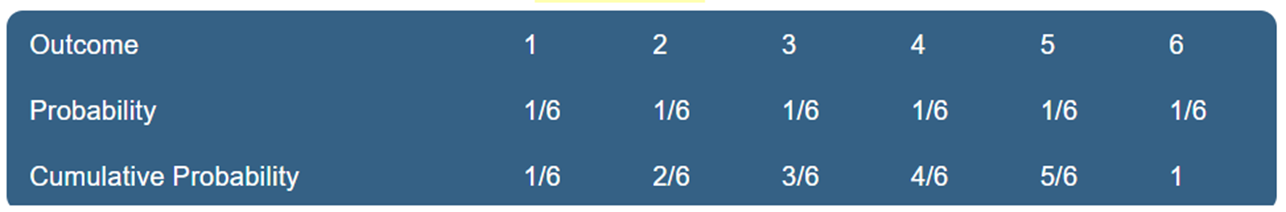 Outcome 1 2 3 4 5 6
Probability 1/6 1/6 1/6 1/6 1/6 1/6
Cumulative Probability 1/6 2/6 3/6 4/6 5/6 1